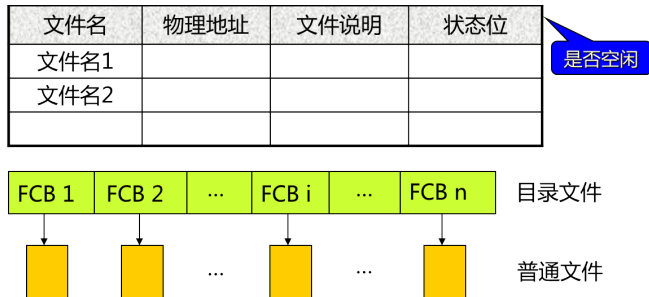 文件名 物理地址 文件说明 状态位
是否空闲
文件名1
文件名2
FCB 1 FCB 2 ... FCB i ... FCB n 目录文件
... ... 普通文件